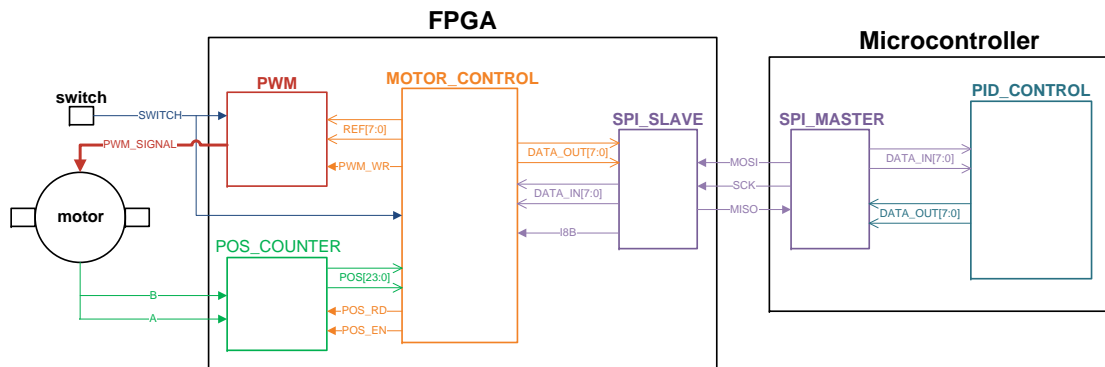 FPGA
Microcontroller
switch
SWITCH
PWM
MOTOR_CONTROL
PID_CONTROL
SPI_SLAVE
SPI_MASTER
REF[7:0]
PWM_SIGNAL
PWM_WR
DATA_OUT[7:0]
DATA_IN[7:0]
MOSI
SCK
MISO
DATA_IN[7:0]
DATA_OUT[7:0]
I8B
motor
POS_COUNTER
POS[23:0]
B
A
POS_RD
POS_EN